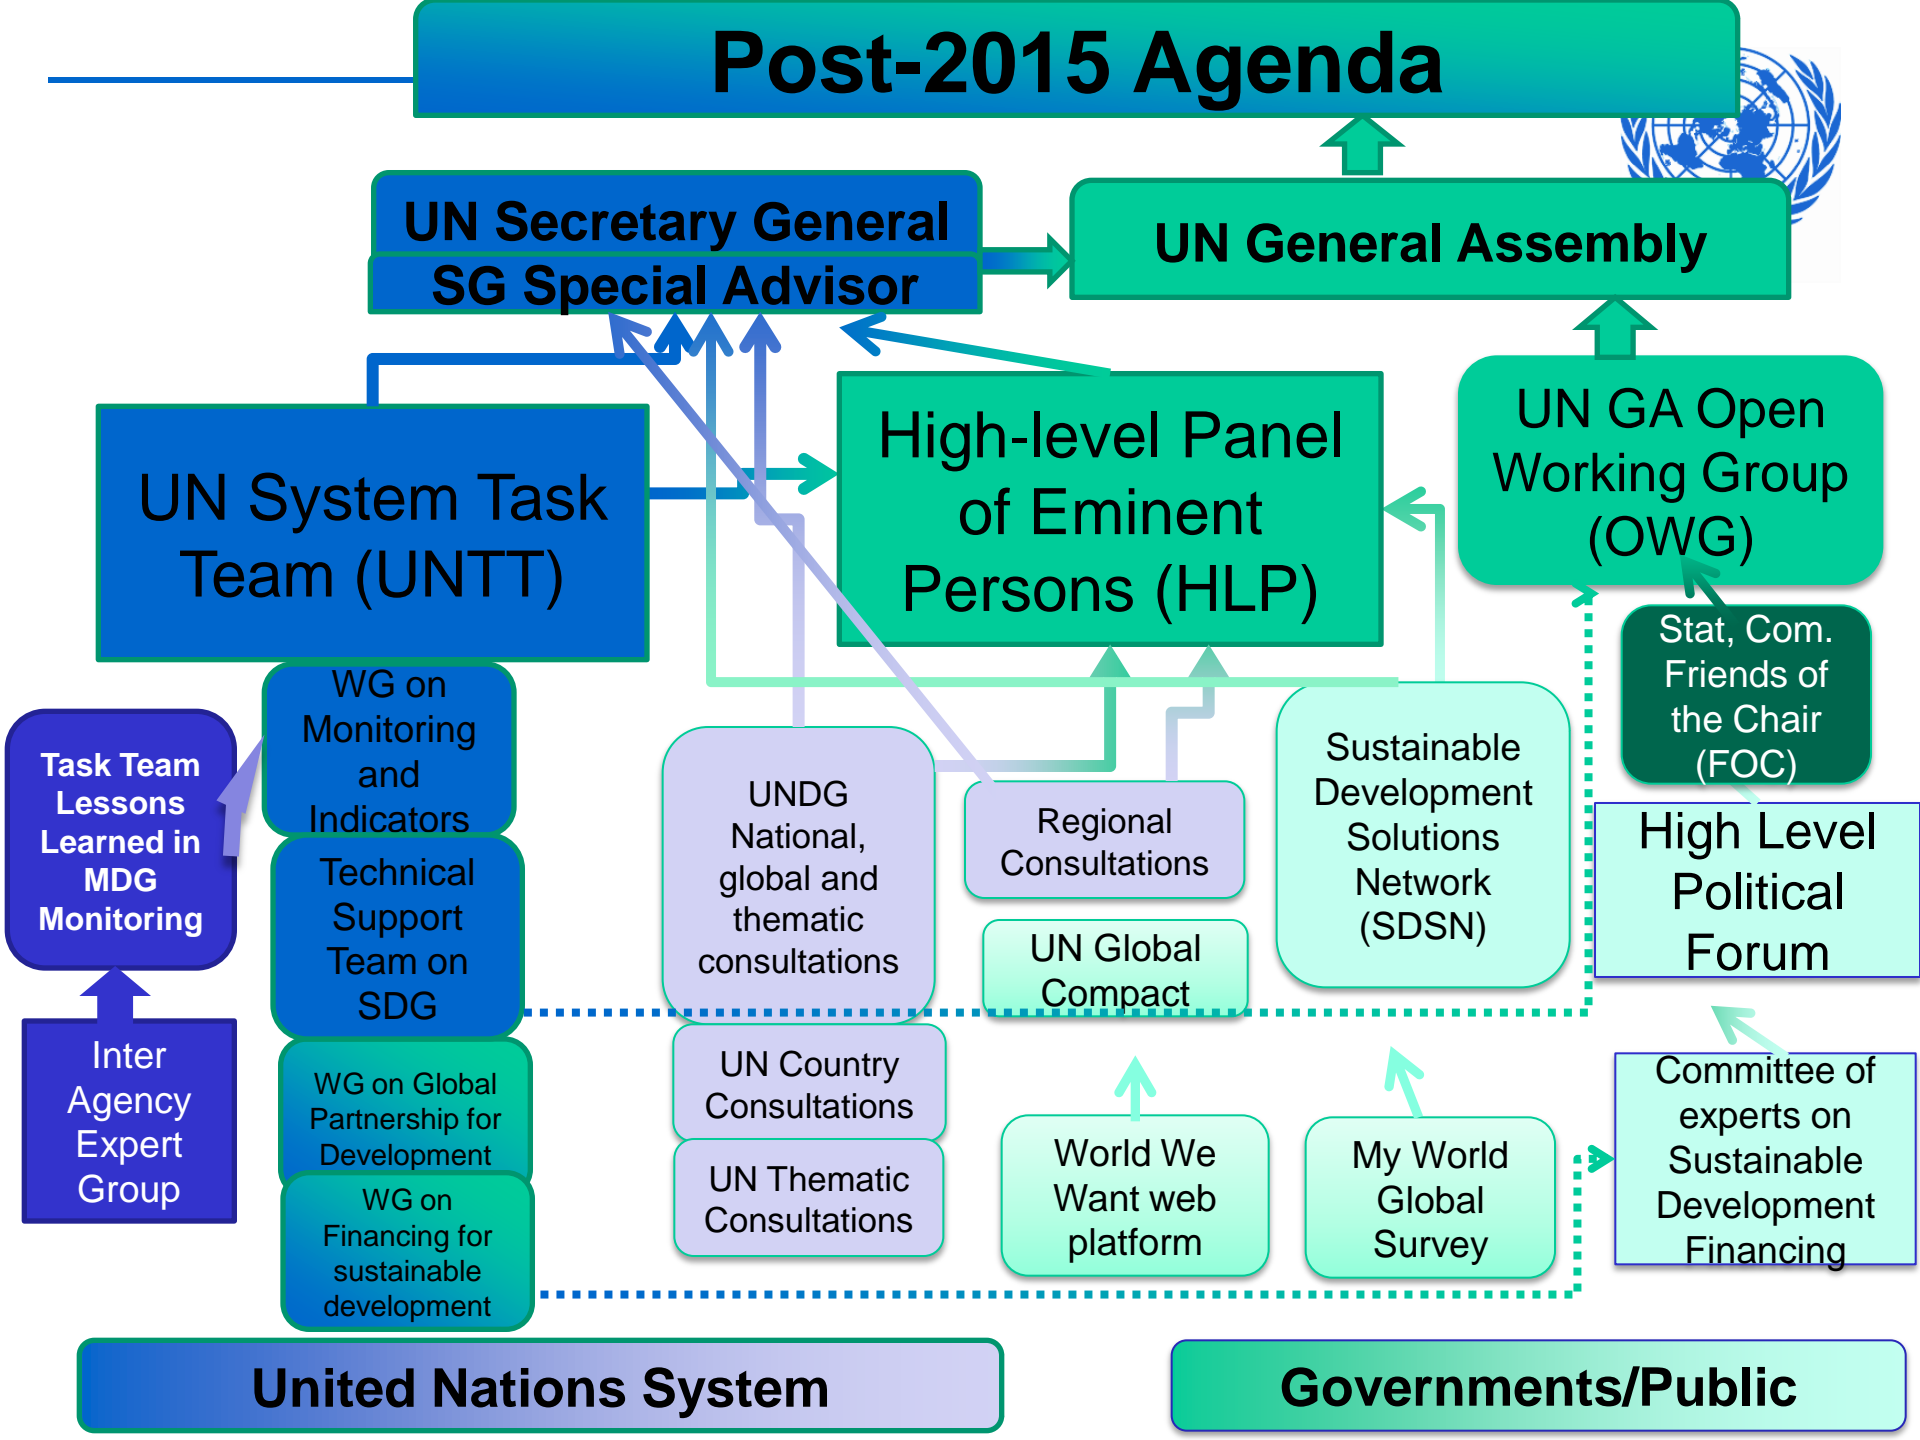 Post-2015 Agenda
UN Secretary General
SG Special Advisor
UN General Assembly
UN System Task
Team (UNTT)
High-level Panel
of Eminent
Persons (HLP)
UN GA Open
Working Group
(OWG)
Stat, Com.
Friends of
the Chair
(FOC)
WG on
Monitoring
and
Indicators
Task Team
Lessons
Learned in
MDG
Monitoring
Technical
Support
Team on
SDG
UNDG
National,
global and
thematic
consultations
Regional
Consultations
UN Global
Compact
Sustainable
Development
Solutions
Network
(SDSN)
High Level
Political
Forum
Inter
Agency
Expert
Group
WG on Global
Partnership for
Development
WG on
Financing for
sustainable
development
UN Country
Consultations
UN Thematic
Consultations
World We
Want web
platform
My World
Global
Survey
Committee of
experts on
Sustainable
Development
Financing
United Nations System
Governments/Public